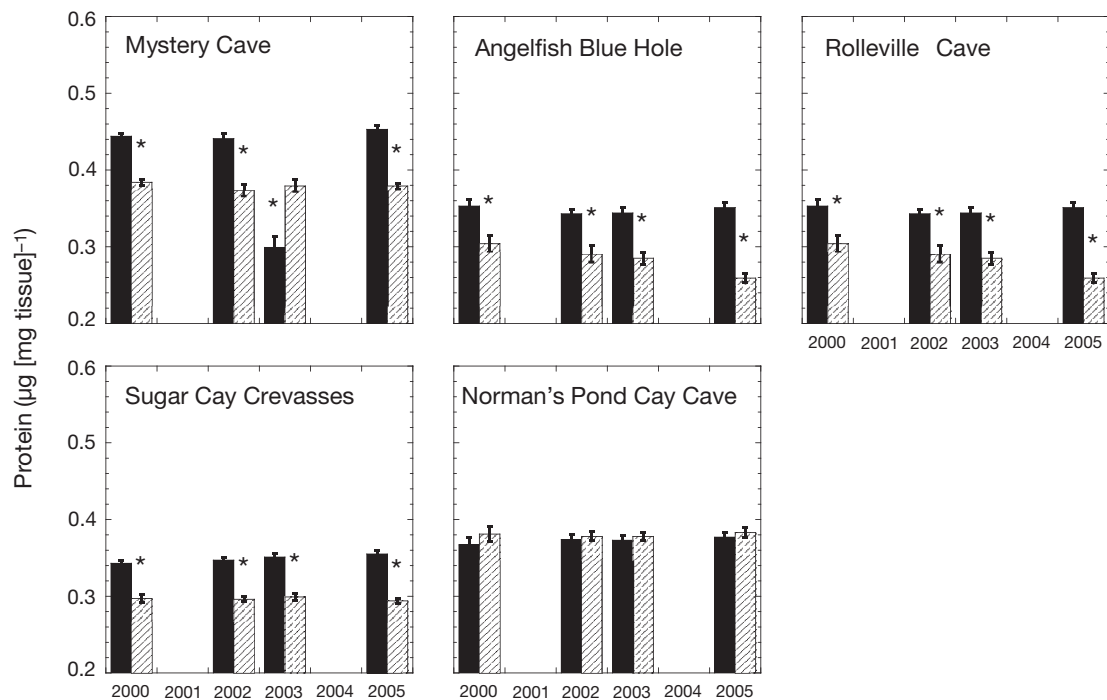 Protein (µg [mg tissue]⁻¹)
0.6
0.5
0.4
0.3
0.2
Mystery Cave
*
*
*
*
Angelfish Blue Hole
*
*
*
*
Rolleville Cave
*
*
*
*
2000 2001 2002 2003 2004 2005
0.6
0.5
0.4
0.3
0.2
Sugar Cay Crevasses
*
*
*
*
2000 2001 2002 2003 2004 2005
Norman's Pond Cay Cave
2000 2001 2002 2003 2004 2005